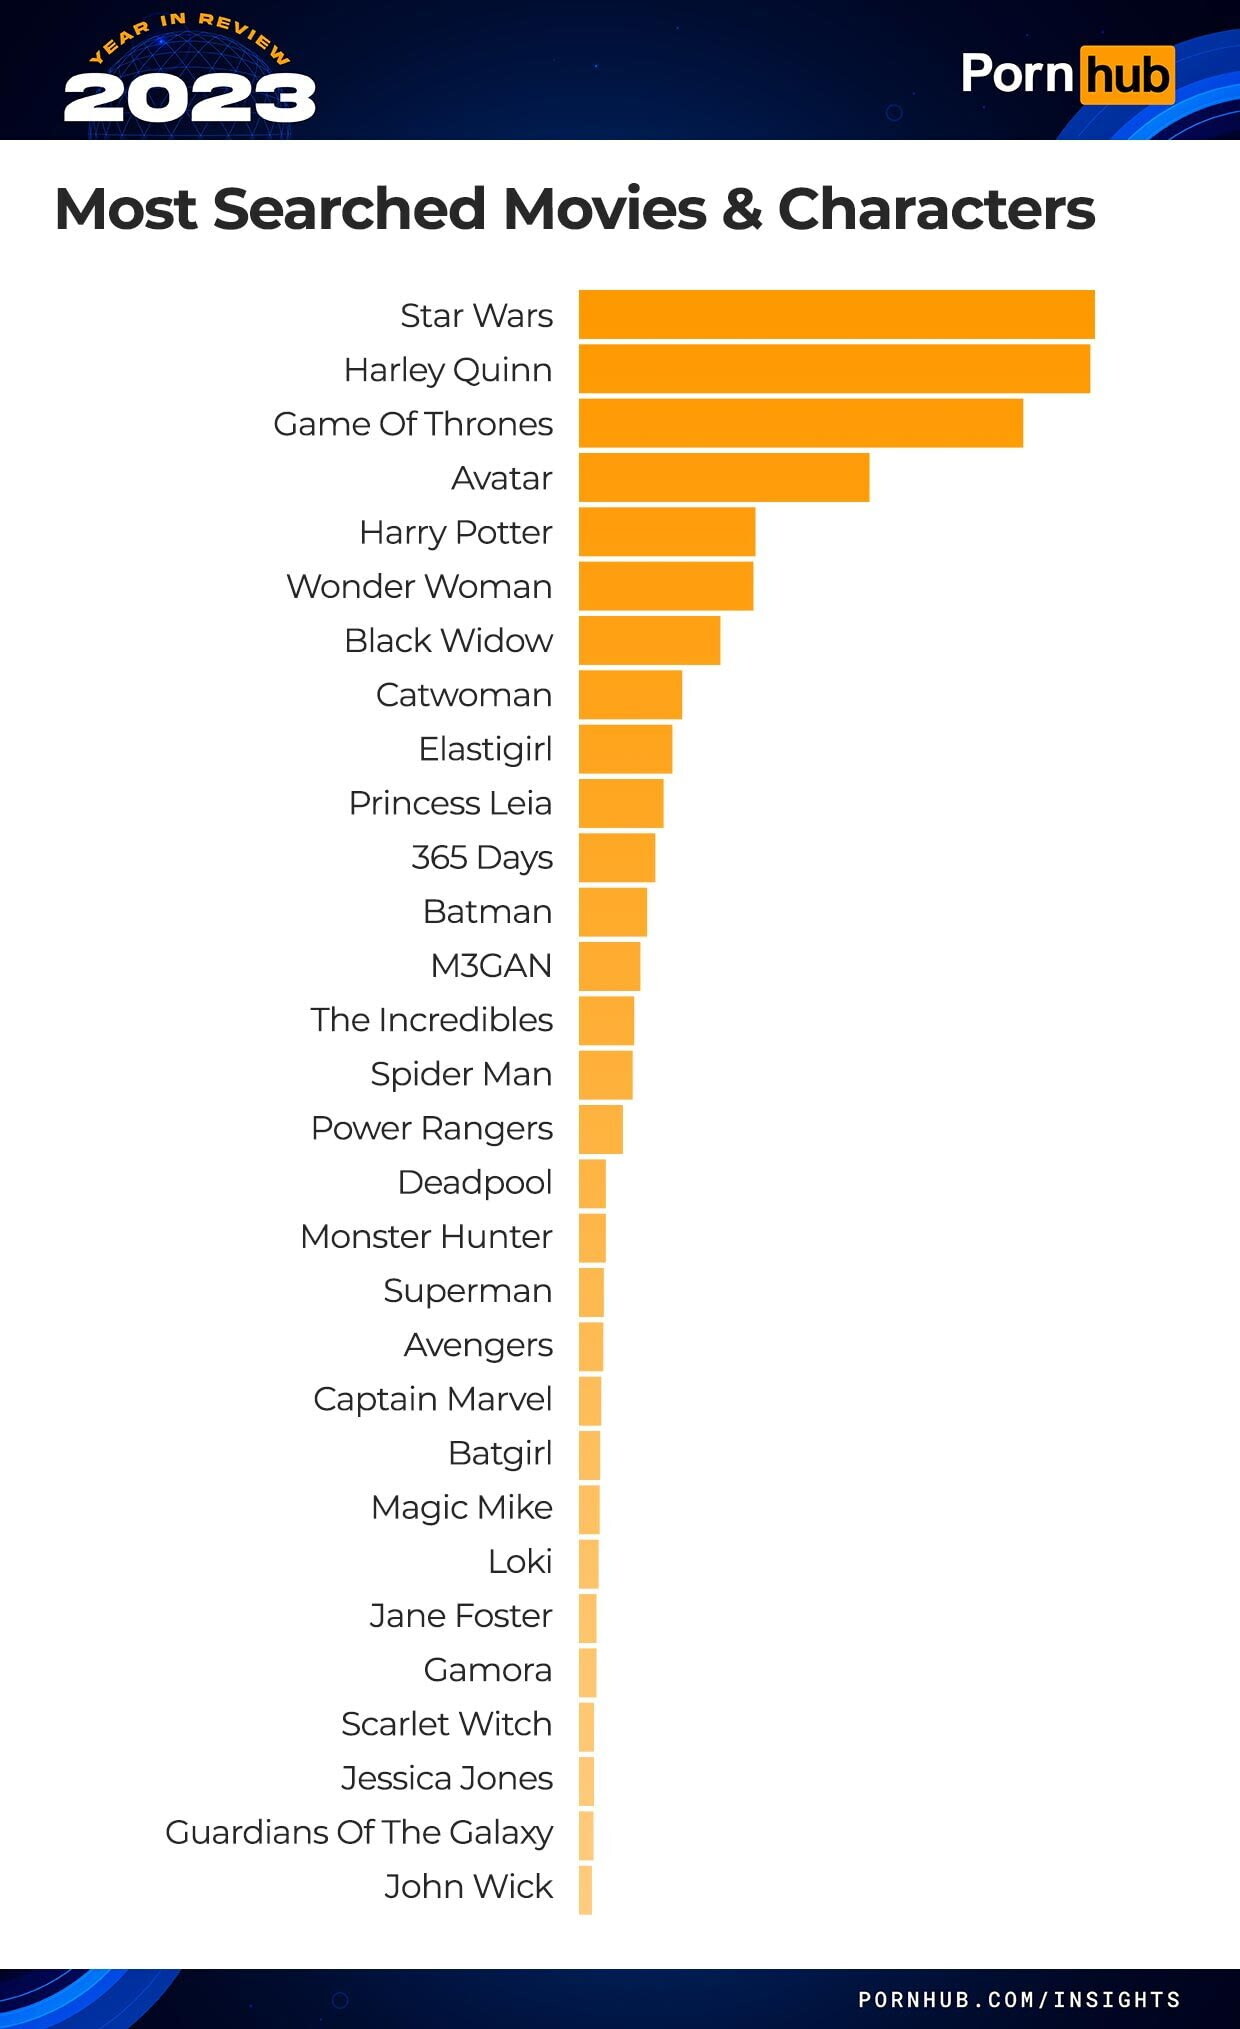 YEAR IN REVIEW
2023
Porn hub
Most Searched Movies & Characters
Star Wars
Harley Quinn
Game Of Thrones
Avatar
Harry Potter
Wonder Woman
Black Widow
Catwoman
Elastigirl
Princess Leia
365 Days
Batman
M3GAN
The Incredibles
Spider Man
Power Rangers
Deadpool
Monster Hunter
Superman
Avengers
Captain Marvel
Batgirl
Magic Mike
Loki
Jane Foster
Gamora
Scarlet Witch
Jessica Jones
Guardians Of The Galaxy
John Wick
PORNHUB.COM/INSIGHTS